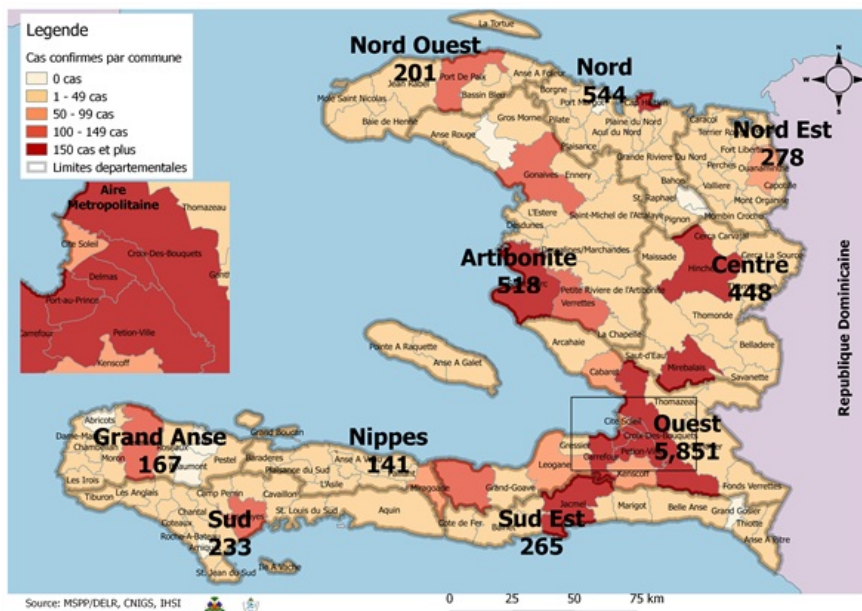 Legende
Cas confirmes par commune
0 cas
1 - 49 cas
50 - 99 cas
100 - 149 cas
150 cas et plus
Limites departementales
La Tortue
Nord Ouest
201
Port De Paix
Jean Rabel
Anse A Foleur
Mole Saint Nicolas
Bassin Bleu
Baie de Henne
Nord
544
Borgne
Port Margot
Plaine du Nord
Pilate
Acul du Nord
Plaisance
Caracol
Terrier Rouge
Nord Est
278
Fort Liberte
Perches
Ouanaminthe
Capotille
Valliere
Mont Organise
Mombin Crochu
Grande Riviere Du Nord
Bahon
St. Raphael
Pignon
Anse Rouge
Gros Morne
Gonaives
Ennery
L'Estere
Saint-Michel de l'Attalaye
Desdunes
Dessalines/Marchandes
Artibonite
518
Petite Riviere de l'Artibonite
Verrettes
La Chapelle
Cerca Carvajal
Cerca La Source
Maissade
Hinche
Centre
448
Thomonde
Belladere
Saut-d'Eau
Mirebalais
Savanette
Republique Dominicaine
Aire
Metropolitaine
Thomazeau
Cite Soleil
Croix-Des-Bouquets
Delmas
Port-au-Prince
Carrefour
Petion-Ville
Kenscoff
Pointe A Raquette
Anse A Galet
Arcahaie
Cabaret
Thomazeau
Cite Soleil
Ouest
5,851
Croix-Des-Bouquets
Gressier
Carrefour
Petion-Ville
Leogane
Kenscoff
Fonds Verrettes
Grand-Goave
Abricots
Grand Anse
167
Dame-Marie
Chambellan
Roseaux
Moron
Beaumont
Pestel
Les Irois
Grand Boucan
Baraderes
Plaisance du Sud
Nippes
141
L'Asile
Miragoane
Tiburon
Les Anglais
Camp Perrin
Cavaillon
Chantal
Coteaux
Roche-A-Bateau
Sud
233
St. Louis du Sud
Aquin
St. Jean du Sud
Ile A Vache
Cote de Fer
Jacmel
Sud Est
265
Marigot
Belle Anse
Grand Gosier
Thiotte
Anse A Pitre
N
W
E
S
Source: MSPP/DELR, CNIGS, IHSI
0 25 50 75 km